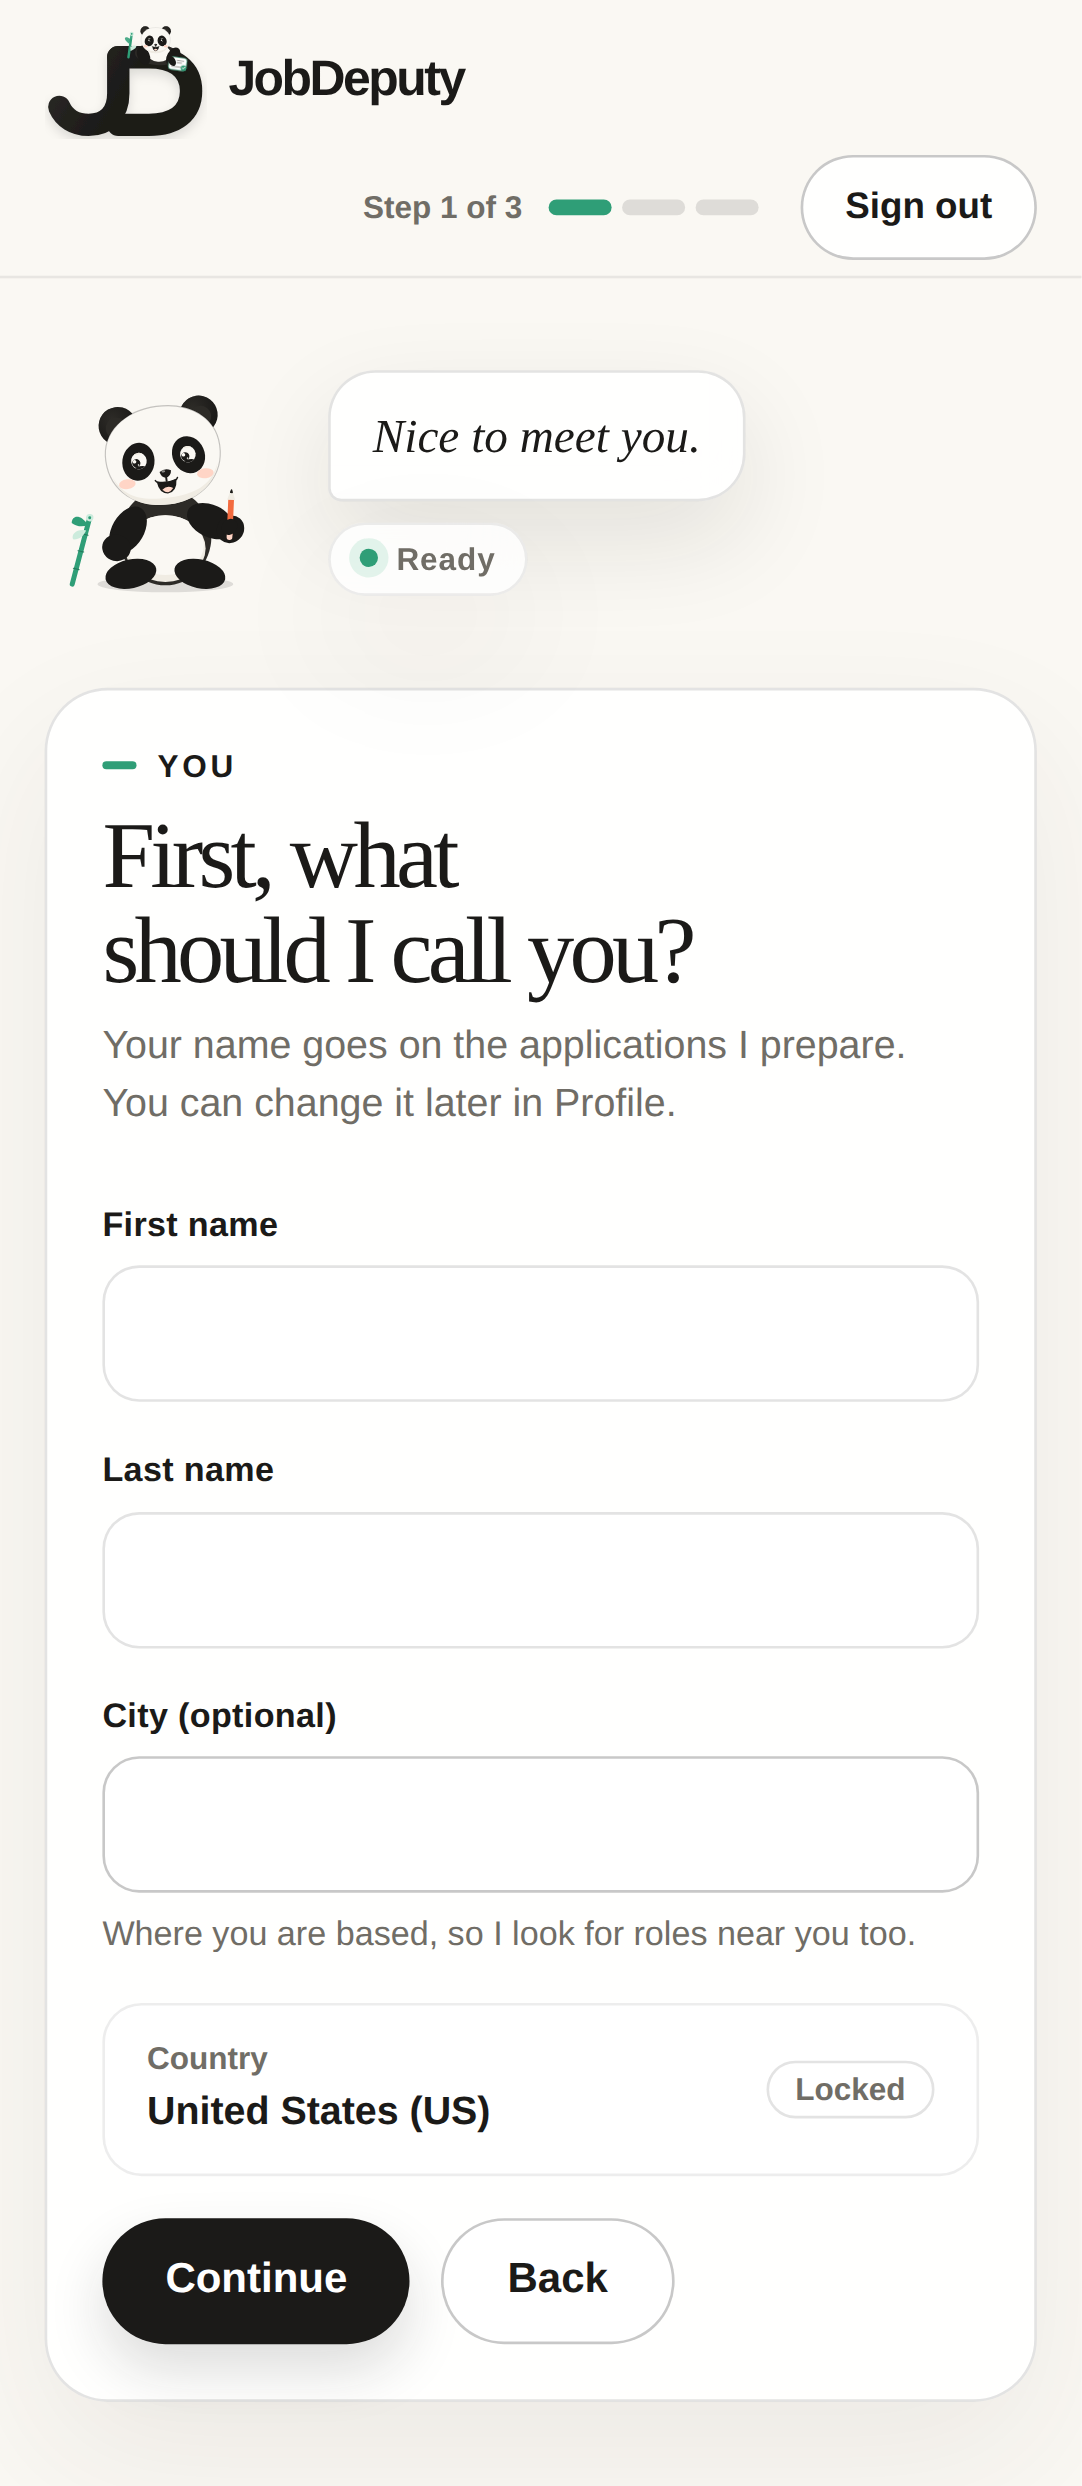 JobDeputy
Step 1 of 3
Sign out
Nice to meet you.
Ready
YOU
First, what
should I call you?
Your name goes on the applications I prepare.
You can change it later in Profile.
First name
Last name
City (optional)
Where you are based, so I look for roles near you too.
Country
United States (US)
Locked
Continue
Back